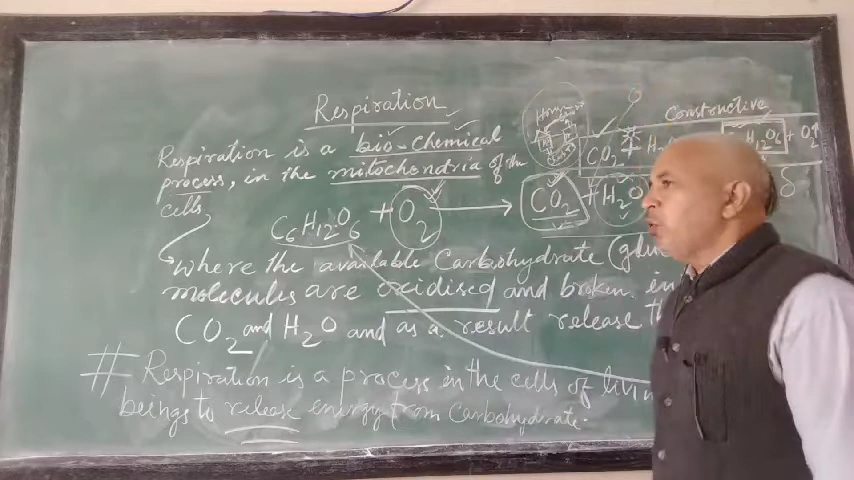 Respiration
Constructive
Respiration is a bio-chemical
process, in the mitochondria of the
cells,
CO2 + H
H12O6 + O2↑
C6H12O6 + O2 → CO2 + H2O
Where the available Carbohydrate (glu
molecules are oxidised and broken in
CO2 and H2O and as a result release th
# Respiration is a process in the cells of livin
beings to release energy from Carbohydrate.